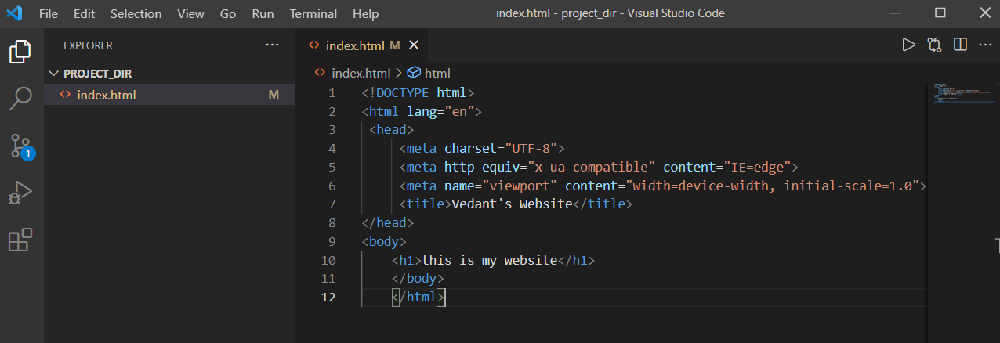 File Edit Selection View Go Run Terminal Help index.html - project_dir - Visual Studio Code
EXPLORER
PROJECT_DIR
index.html M
1
index.html M
index.html > html
1 <!DOCTYPE html>
2 <html lang="en">
3 <head>
4 <meta charset="UTF-8">
5 <meta http-equiv="x-ua-compatible" content="IE=edge">
6 <meta name="viewport" content="width=device-width, initial-scale=1.0">
7 <title>Vedant's Website</title>
8 </head>
9 <body>
10 <h1>this is my website</h1>
11 </body>
12 </html>